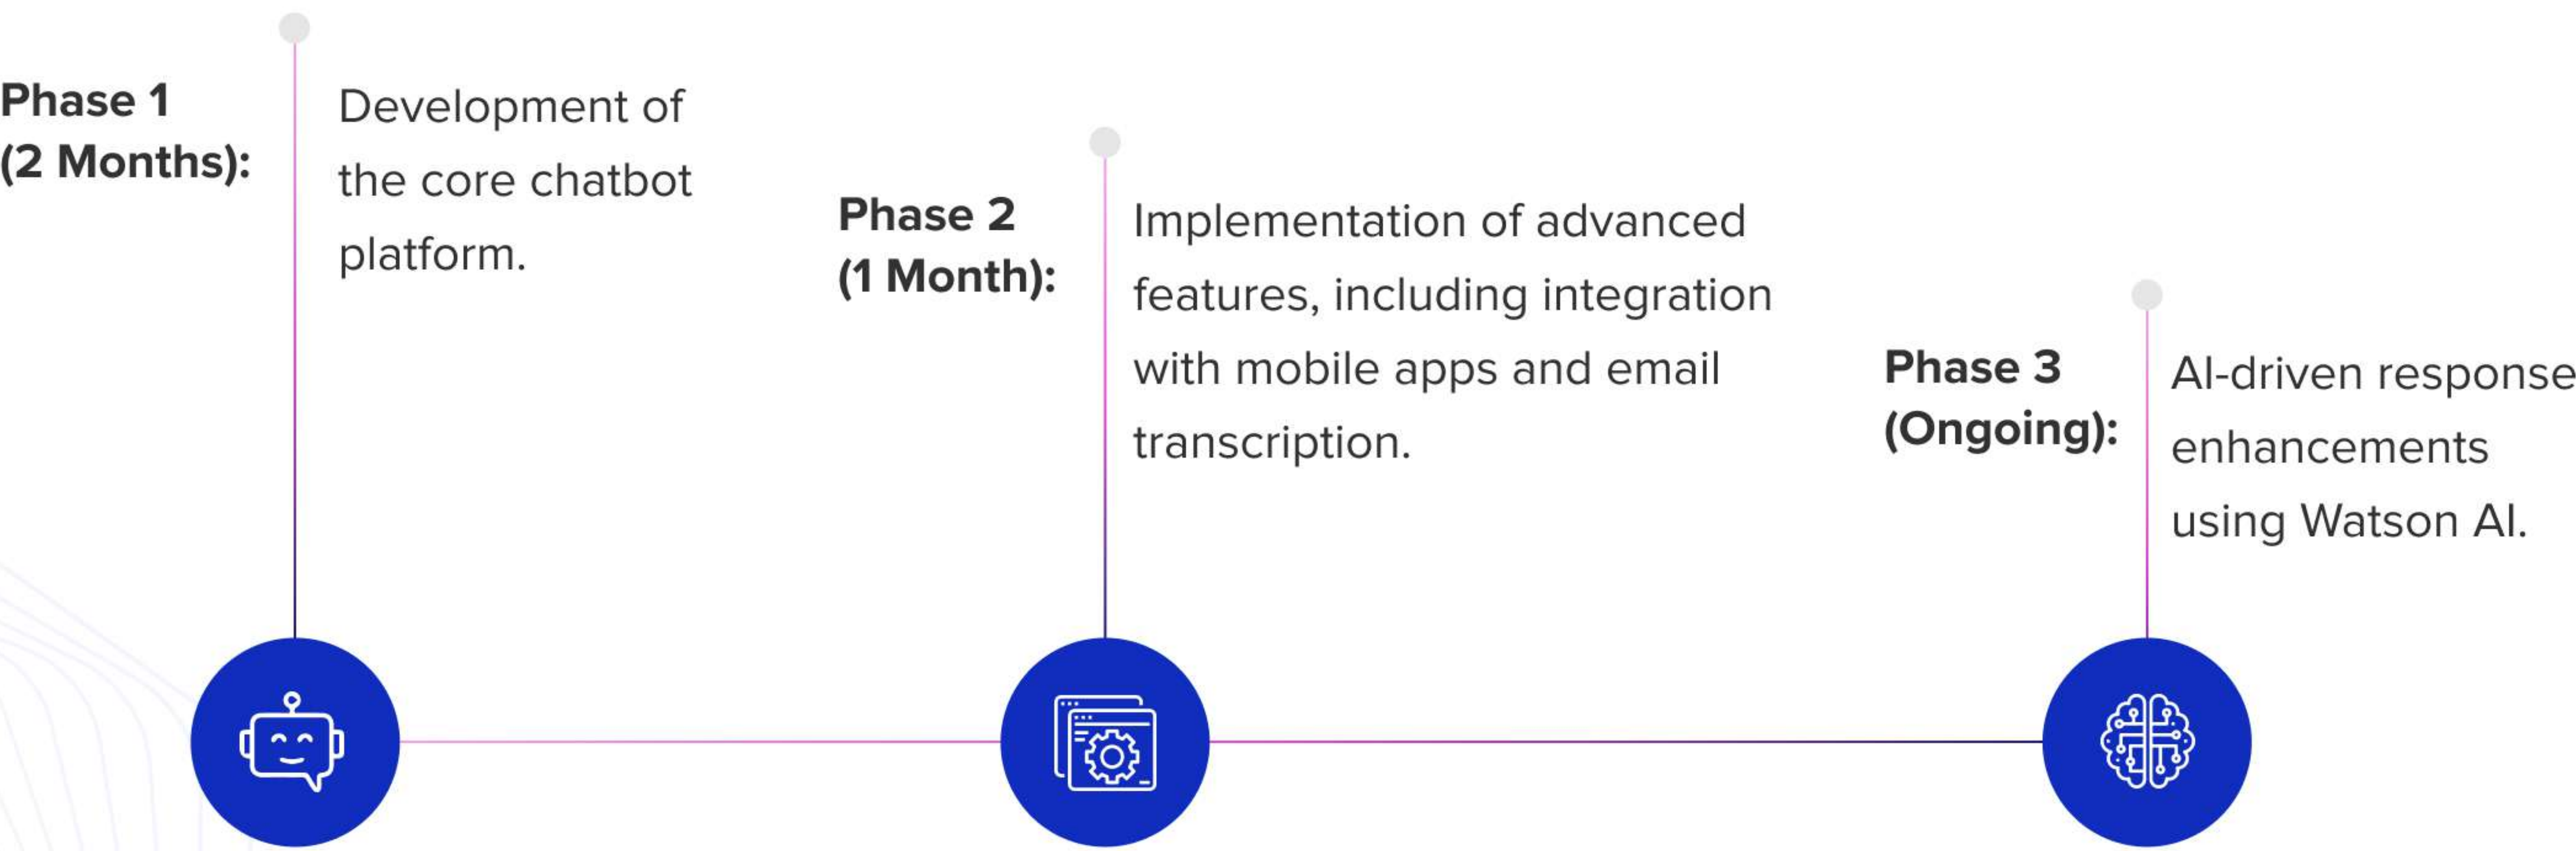 Phase 1
(2 Months):
Development of
the core chatbot
platform.
Phase 2
(1 Month):
Implementation of advanced
features, including integration
with mobile apps and email
transcription.
Phase 3
(Ongoing):
AI-driven response
enhancements
using Watson AI.